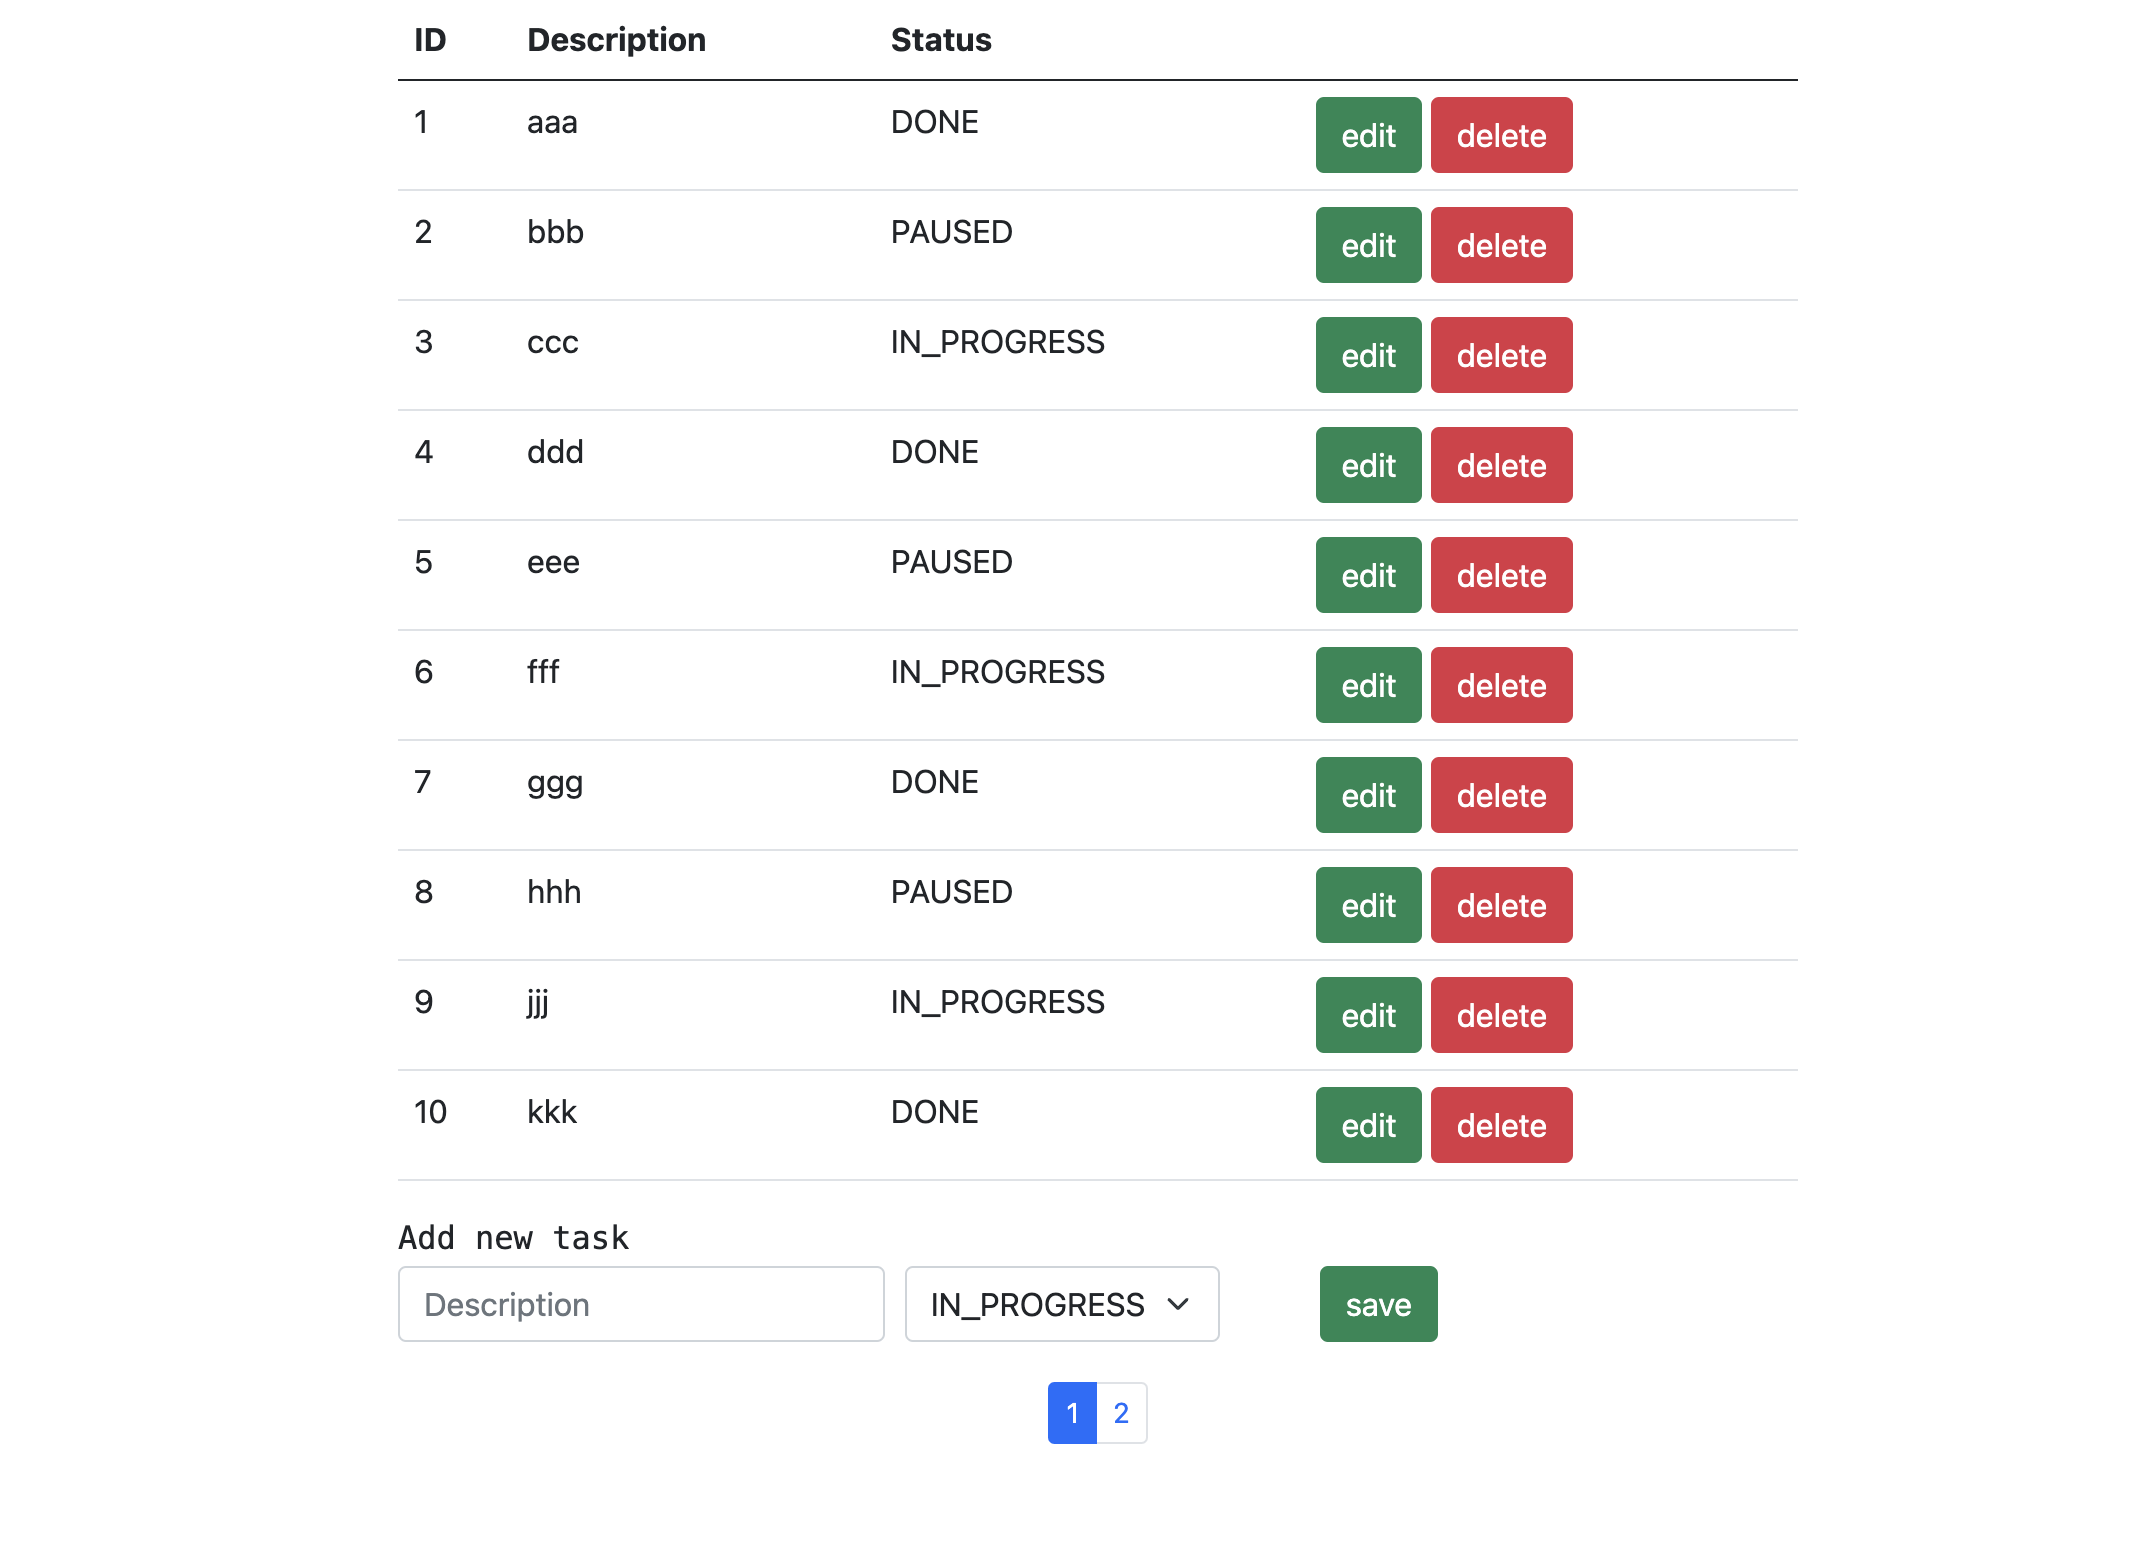 ID Description Status
1 aaa DONE edit delete
2 bbb PAUSED edit delete
3 ccc IN_PROGRESS edit delete
4 ddd DONE edit delete
5 eee PAUSED edit delete
6 fff IN_PROGRESS edit delete
7 ggg DONE edit delete
8 hhh PAUSED edit delete
9 jjj IN_PROGRESS edit delete
10 kkk DONE edit delete
Add new task
Description IN_PROGRESS save
1 2